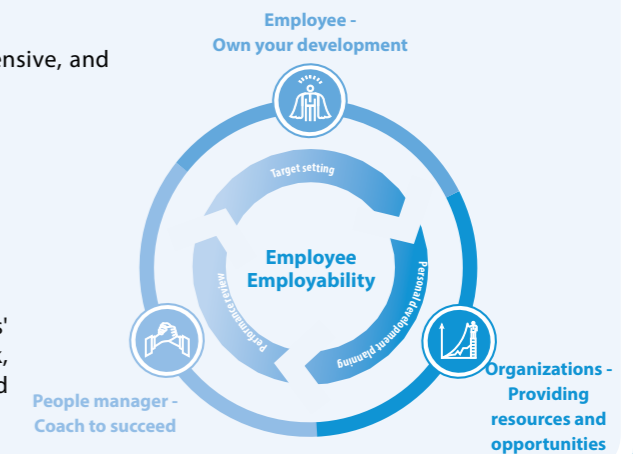 Employee -
Own your development
ensive, and
Target setting
Employee
Employability
Personal development planning
Performance review
s'
k,
d
People manager -
Coach to succeed
Organizations -
Providing
resources and
opportunities